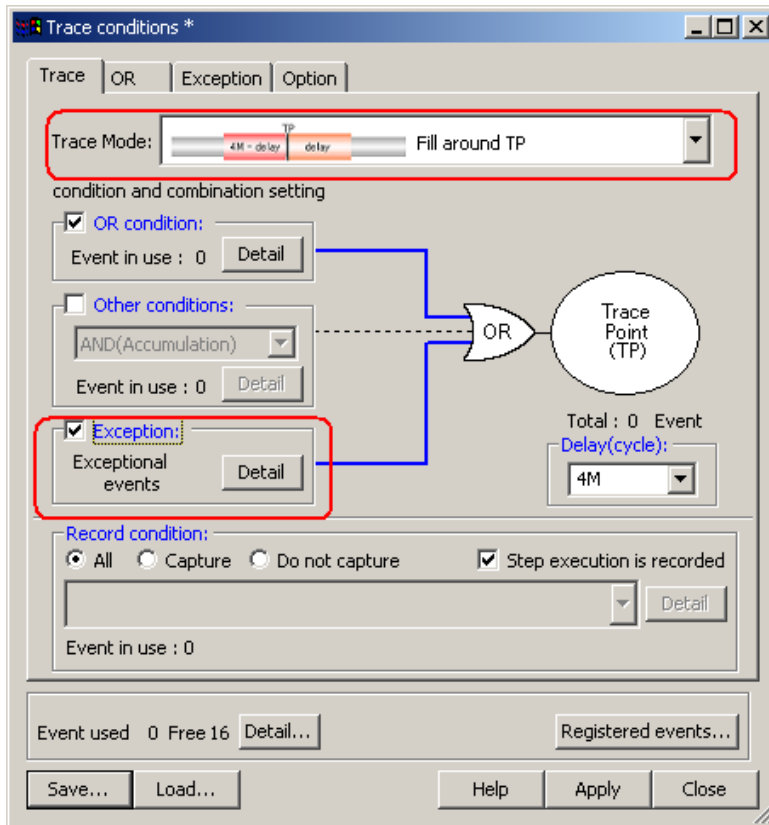 Trace conditions *
Trace OR Exception Option
Trace Mode: 4M - delay TP delay Fill around TP
condition and combination setting
OR condition:
Event in use : 0 Detail
Other conditions:
AND(Accumulation)
Event in use : 0 Detail
Exception:
Exceptional
events
Detail
OR
Trace
Point
(TP)
Total : 0 Event
Delay(cycle):
4M
Record condition:
All Capture Do not capture Step execution is recorded
Detail
Event in use : 0
Event used 0 Free 16 Detail... Registered events...
Save... Load... Help Apply Close